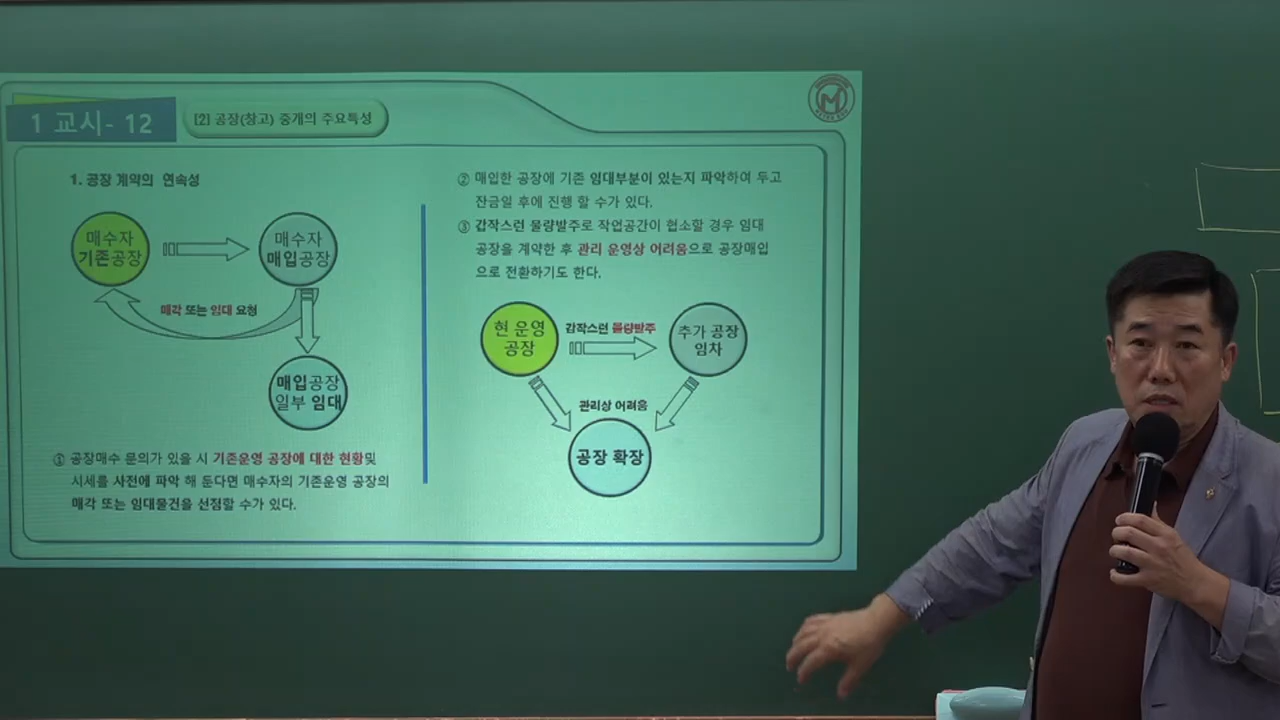 1 교시- 12
[2] 공장(창고) 중개의 주요특성
M
1. 공장 계약의 연속성
매수자
기존공장
매수자
매입공장
매각 또는 임대 요청
매입공장
일부 임대
① 공장매수 문의가 있을 시 기존운영 공장에 대한 현황및
시세를 사전에 파악 해 둔다면 매수자의 기존운영 공장의
매각 또는 임대물건을 선점할 수가 있다.
② 매입한 공장에 기존 임대부분이 있는지 파악하여 두고
잔금일 후에 진행 할 수가 있다.
③ 갑작스런 물량발주로 작업공간이 협소할 경우 임대
공장을 계약한 후 관리 운영상 어려움으로 공장매입
으로 전환하기도 한다.
현 운영
공장
갑작스런 물량발주
추가 공장
임차
관리상 어려움
공장 확장